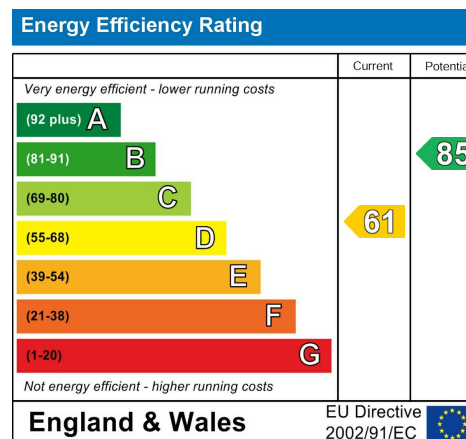 Energy Efficiency Rating
Current Potentia
Very energy efficient - lower running costs
(92 plus) A
(81-91) B
85
(69-80) C
(55-68) D
61
(39-54) E
(21-38) F
(1-20) G
Not energy efficient - higher running costs
England & Wales
EU Directive
2002/91/EC